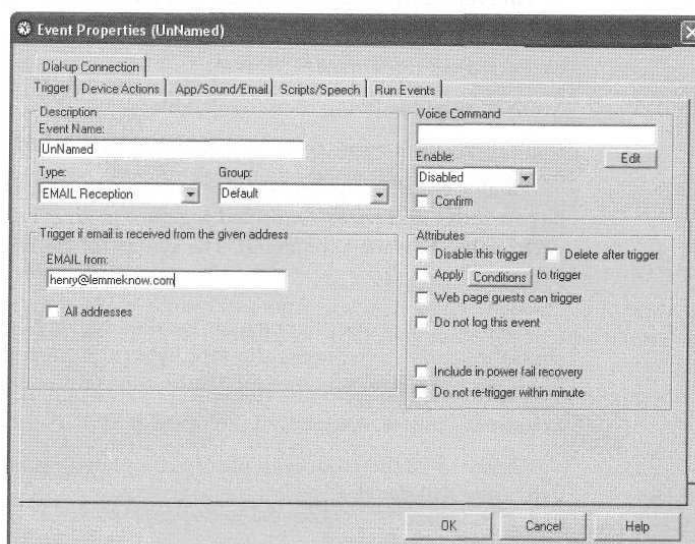 Event Properties (UnNamed)
Dial-up Connection
Trigger Device Actions App/Sound/Email Scripts/Speech Run Events
Description
Event Name:
UnNamed
Type: Group:
EMAIL Reception Default
Voice Command
Enable: Edit
Disabled
Confirm
Trigger if email is received from the given address
EMAIL from:
henry@lemmeknow.com
All addresses
Attributes
Disable this trigger Delete after trigger
Apply Conditions to trigger
Web page guests can trigger
Do not log this event
Include in power fail recovery
Do not re-trigger within minute
OK Cancel Help